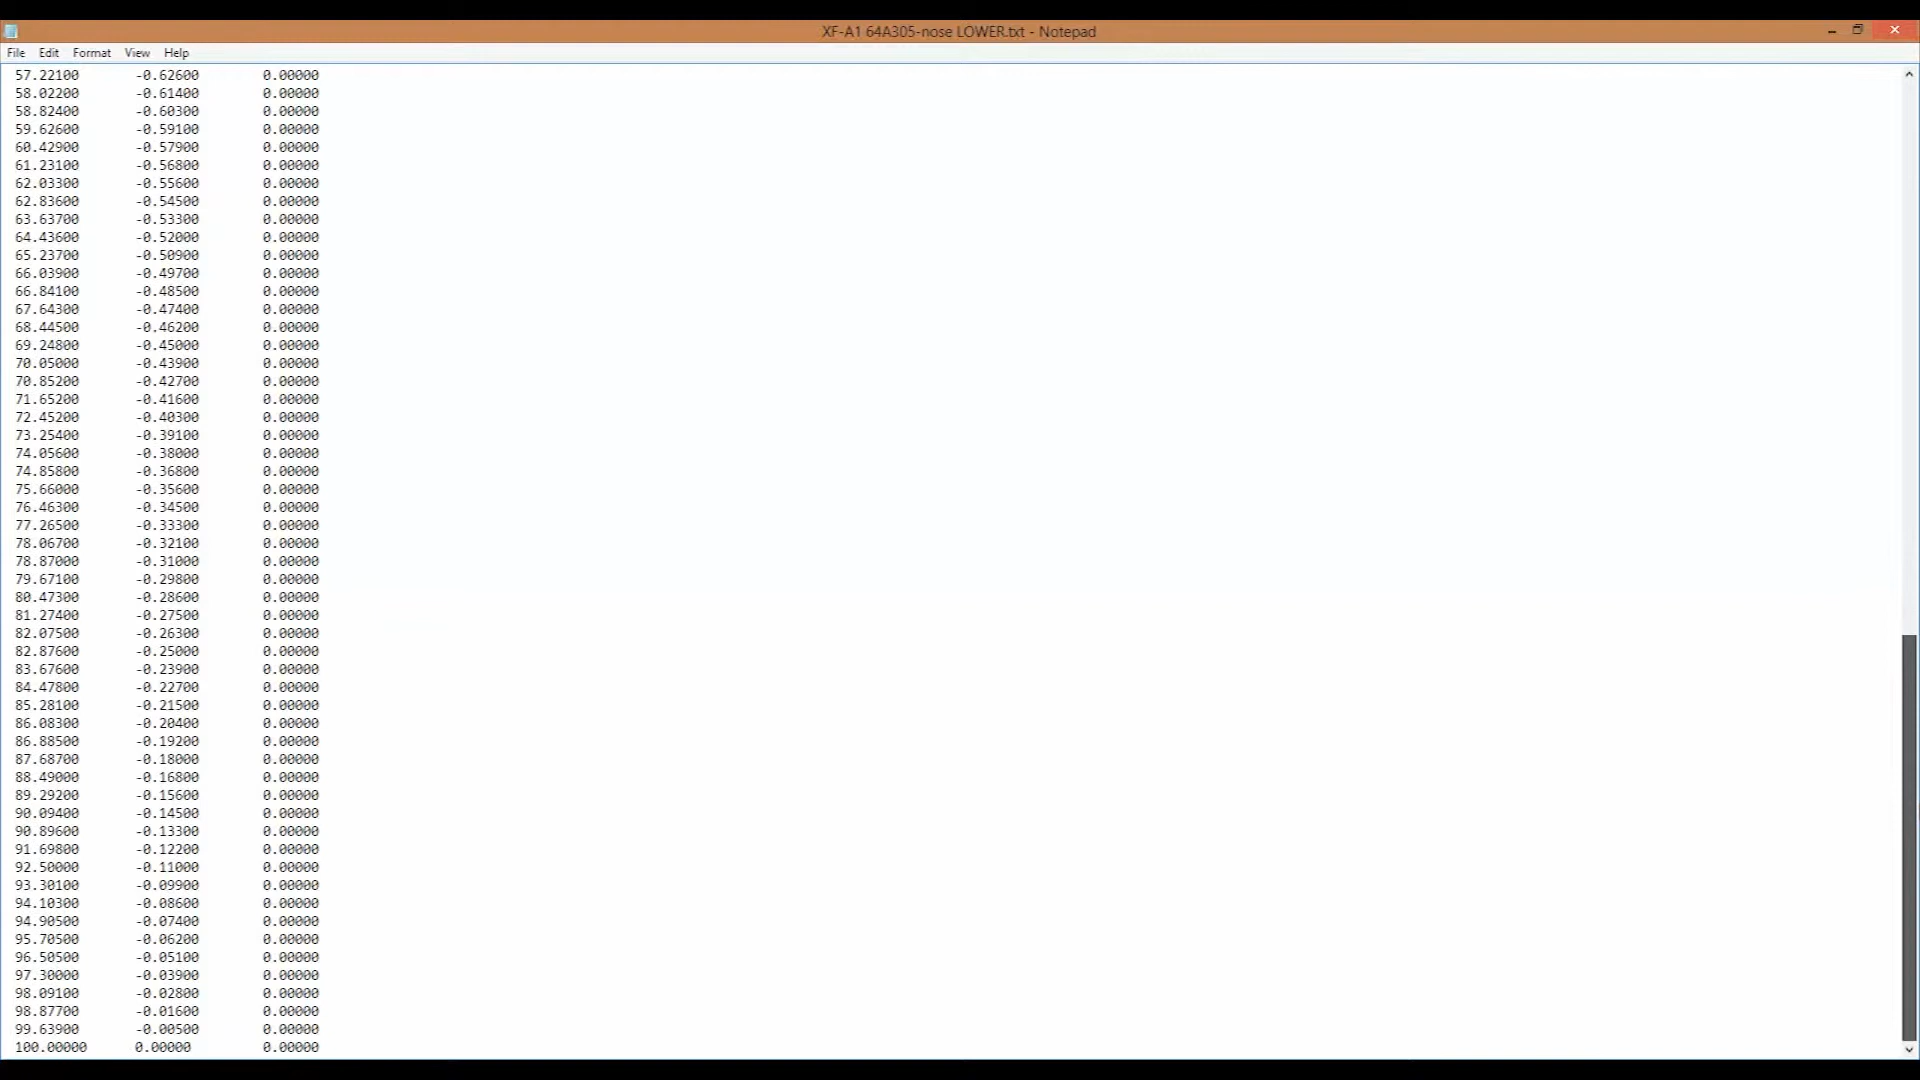 XF-A1 64A305-nose LOWER.txt - Notepad
File Edit Format View Help
57.22100 -0.62600 0.00000
58.02200 -0.61400 0.00000
58.82400 -0.60300 0.00000
59.62600 -0.59100 0.00000
60.42900 -0.57900 0.00000
61.23100 -0.56800 0.00000
62.03300 -0.55600 0.00000
62.83600 -0.54500 0.00000
63.63700 -0.53300 0.00000
64.43600 -0.52000 0.00000
65.23700 -0.50900 0.00000
66.03900 -0.49700 0.00000
66.84100 -0.48500 0.00000
67.64300 -0.47400 0.00000
68.44500 -0.46200 0.00000
69.24800 -0.45000 0.00000
70.05000 -0.43900 0.00000
70.85200 -0.42700 0.00000
71.65200 -0.41600 0.00000
72.45200 -0.40300 0.00000
73.25400 -0.39100 0.00000
74.05600 -0.38000 0.00000
74.85800 -0.36800 0.00000
75.66000 -0.35600 0.00000
76.46300 -0.34500 0.00000
77.26500 -0.33300 0.00000
78.06700 -0.32100 0.00000
78.87000 -0.31000 0.00000
79.67100 -0.29800 0.00000
80.47300 -0.28600 0.00000
81.27400 -0.27500 0.00000
82.07500 -0.26300 0.00000
82.87600 -0.25000 0.00000
83.67600 -0.23900 0.00000
84.47800 -0.22700 0.00000
85.28100 -0.21500 0.00000
86.08300 -0.20400 0.00000
86.88500 -0.19200 0.00000
87.68700 -0.18000 0.00000
88.49000 -0.16800 0.00000
89.29200 -0.15600 0.00000
90.09400 -0.14500 0.00000
90.89600 -0.13300 0.00000
91.69800 -0.12200 0.00000
92.50000 -0.11000 0.00000
93.30100 -0.09900 0.00000
94.10300 -0.08600 0.00000
94.90500 -0.07400 0.00000
95.70500 -0.06200 0.00000
96.50500 -0.05100 0.00000
97.30000 -0.03900 0.00000
98.09100 -0.02800 0.00000
98.87700 -0.01600 0.00000
99.63900 -0.00500 0.00000
100.00000 0.00000 0.00000